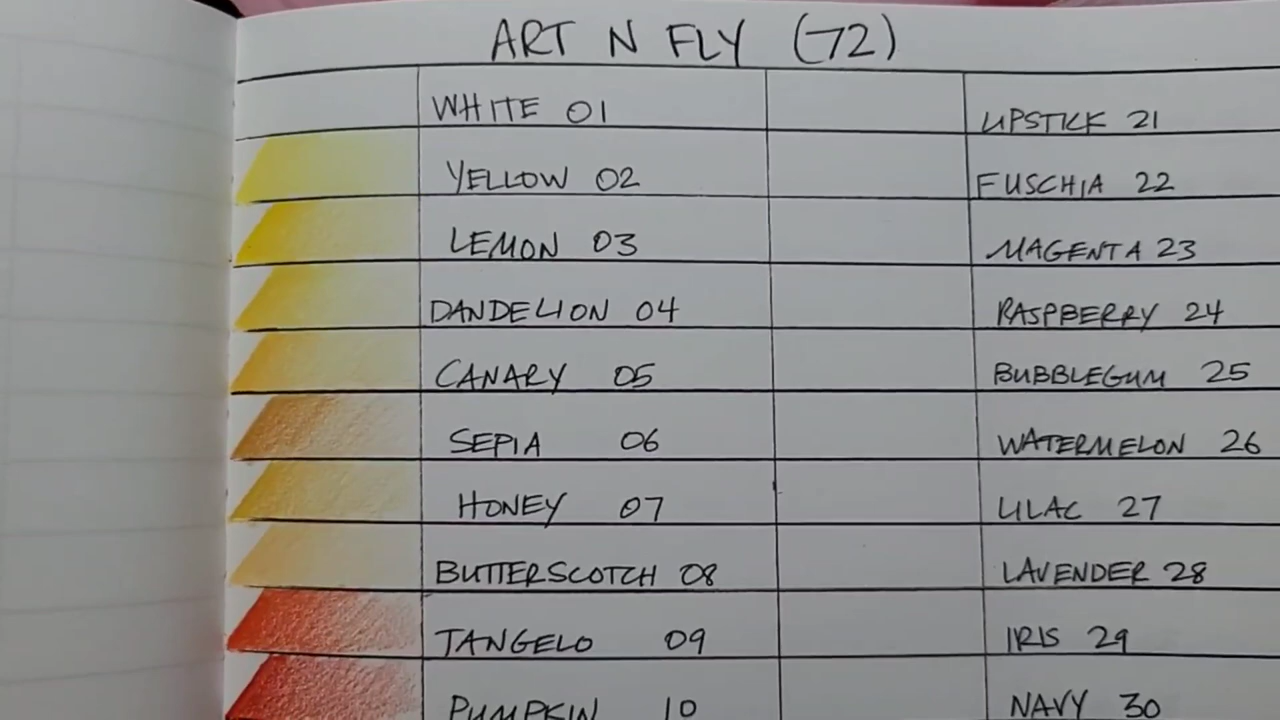 ART N FLY (72)
WHITE 01
LIPSTICK 21
YELLOW 02
FUSCHIA 22
LEMON 03
MAGENTA 23
DANDELION 04
RASPBERRY 24
CANARY 05
BUBBLEGUM 25
SEPIA 06
WATERMELON 26
HONEY 07
LILAC 27
BUTTERSCOTCH 08
LAVENDER 28
TANGELO 09
IRIS 29
PUMPKIN 10
NAVY 30